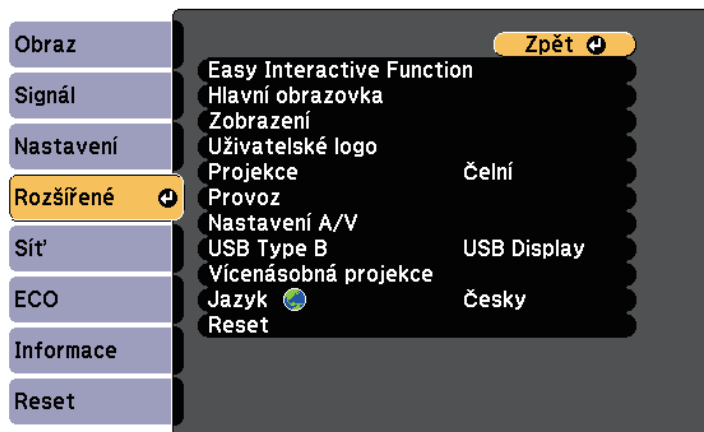 Obraz
Signál
Nastavení
Rozšířené
Síť
ECO
Informace
Reset
Zpět
Easy Interactive Function
Hlavní obrazovka
Zobrazení
Uživatelské logo
Projekce Čelní
Provoz
Nastavení A/V
USB Type B USB Display
Vícenásobná projekce
Jazyk Česky
Reset